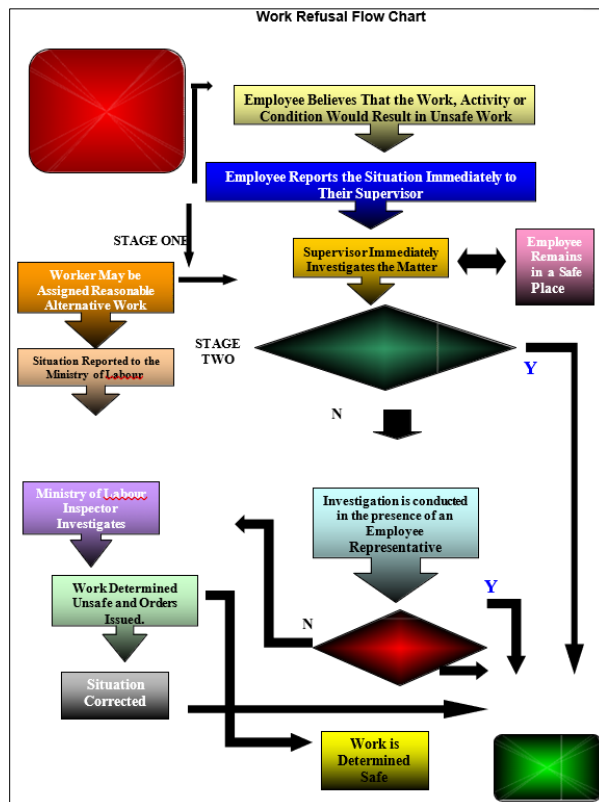 Work Refusal Flow Chart
Employee Believes That the Work, Activity or
Condition Would Result in Unsafe Work
Employee Reports the Situation Immediately to
Their Supervisor
STAGE ONE
Supervisor Immediately
Investigates the Matter
Employee
Remains
in a Safe
Place
Worker May be
Assigned Reasonable
Alternative Work
STAGE
TWO
Situation Reported to the
Ministry of Labour
Y
N
Ministry of Labour
Inspector
Investigates
Investigation is conducted
in the presence of an
Employee
Representative
Work Determined
Unsafe and Orders
Issued.
Y
N
Situation
Corrected
Work is
Determined
Safe